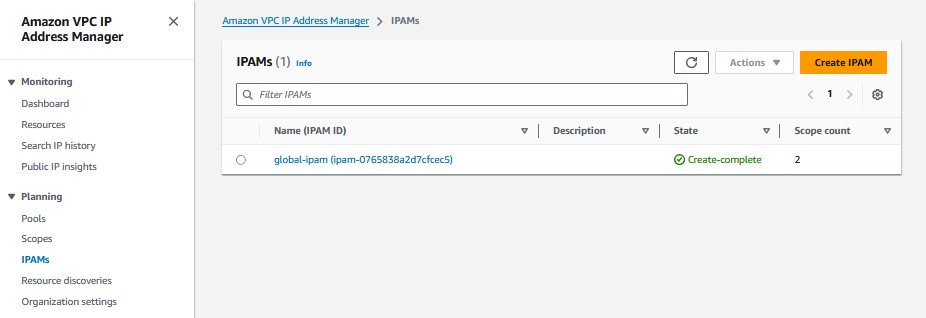 Amazon VPC IP
Address Manager
Monitoring
Dashboard
Resources
Search IP history
Public IP insights
Planning
Pools
Scopes
IPAMs
Resource discoveries
Organization settings
Amazon VPC IP Address Manager > IPAMs
IPAMs (1) Info
Actions
Create IPAM
Filter IPAMs
1
Name (IPAM ID) Description State Scope count
global-ipam (ipam-0765838a2d7cfcec5) Create-complete 2